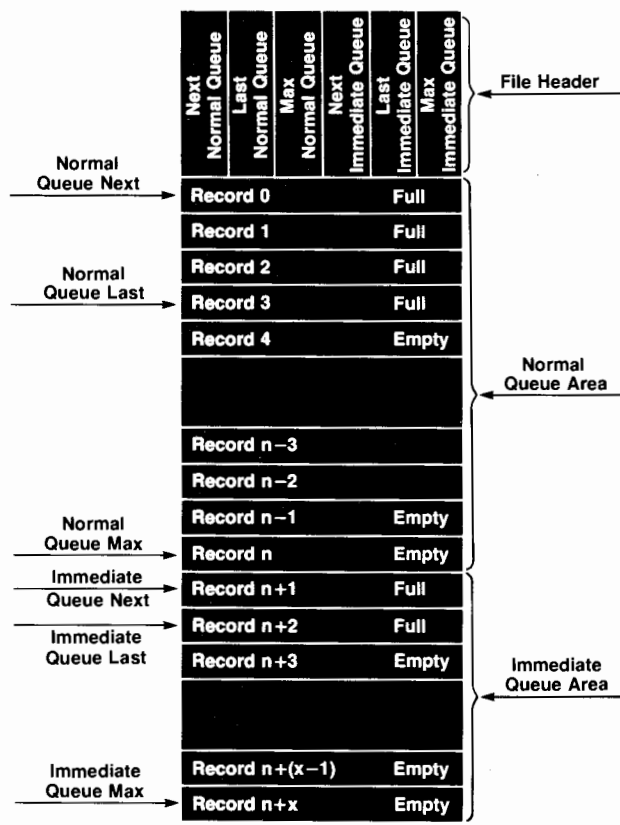 Next
Normal Queue
Last
Normal Queue
Max
Normal Queue
Next
Immediate Queue
Last
Immediate Queue
Max
Immediate Queue
File Header
Normal
Queue Next
Record 0 Full
Record 1 Full
Record 2 Full
Normal
Queue Last
Record 3 Full
Record 4 Empty
Normal
Queue Area
Record n−3
Record n−2
Record n−1 Empty
Normal
Queue Max
Record n Empty
Immediate
Queue Next
Record n+1 Full
Record n+2 Full
Immediate
Queue Last
Record n+3 Empty
Immediate
Queue Area
Record n+(x−1) Empty
Immediate
Queue Max
Record n+x Empty